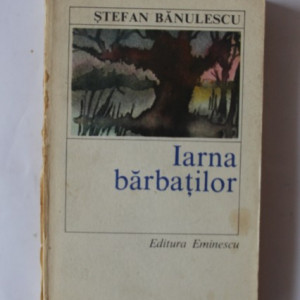 ȘTEFAN BĂNULESCU
Iarna
bărbaților
Editura Eminescu